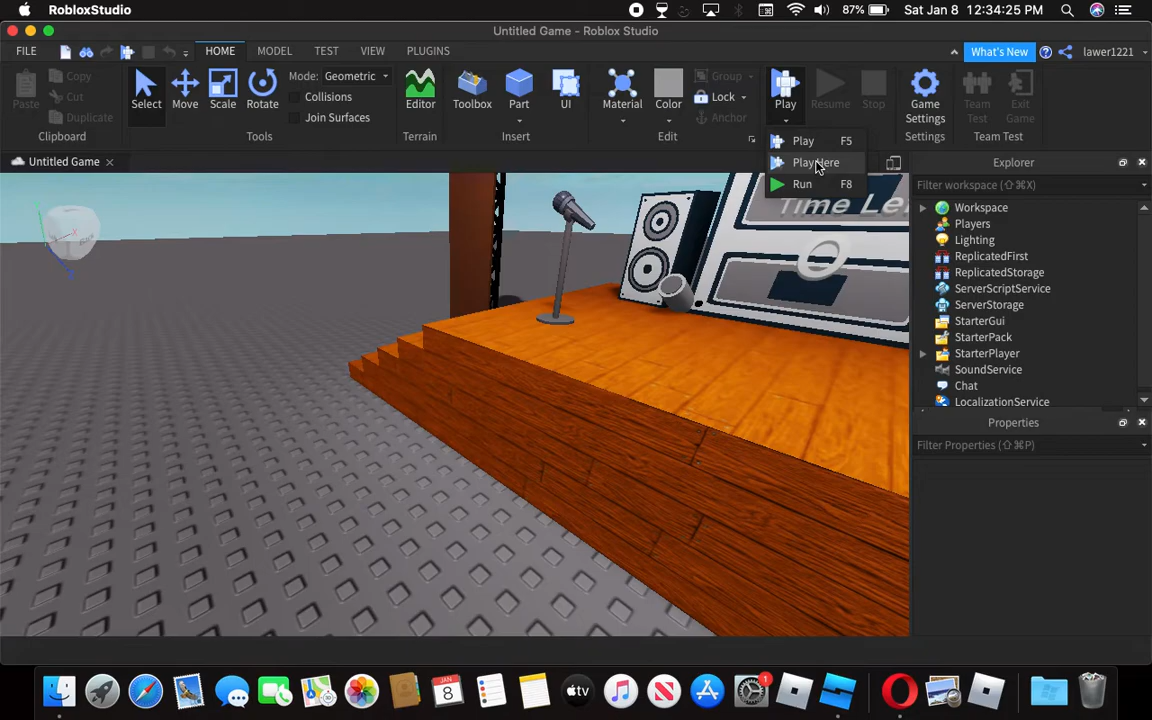 RobloxStudio 87% Sat Jan 8 12:34:25 PM
Untitled Game - Roblox Studio
FILE HOME MODEL TEST VIEW PLUGINS What's New lawer1221
Paste Copy Cut Duplicate Clipboard
Select Move Scale Rotate Mode: Geometric Collisions Join Surfaces Tools
Editor Terrain
Toolbox Part UI Insert
Material Color Group Lock Anchor Edit
Play Resume Stop
Game Settings Settings
Team Test Exit Game Team Test
Play F5
Play Here
Run F8
Untitled Game
Explorer
Filter workspace (⇧⌘X)
Workspace
Players
Lighting
ReplicatedFirst
ReplicatedStorage
ServerScriptService
ServerStorage
StarterGui
StarterPack
StarterPlayer
SoundService
Chat
LocalizationService
Properties
Filter Properties (⇧⌘P)
Time Le
0
JAN
8
tv
1